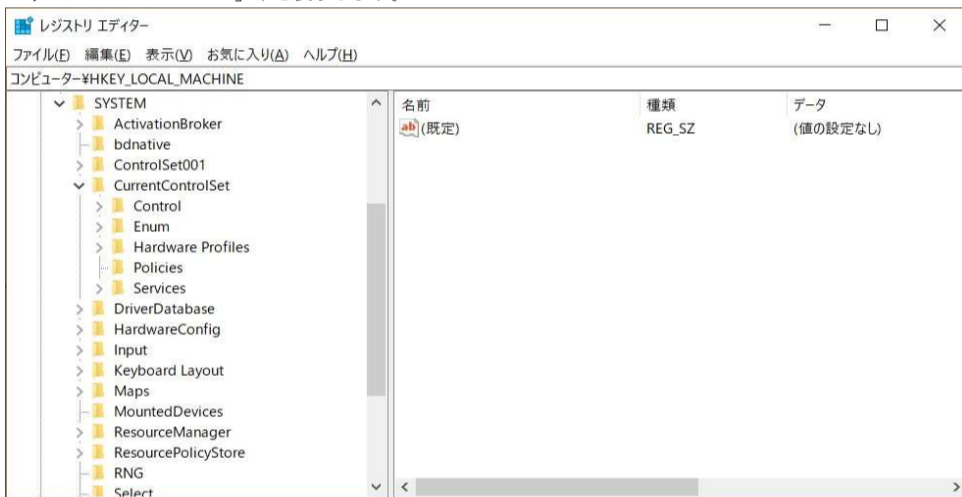 レジストリ エディター
ファイル(F) 編集(E) 表示(V) お気に入り(A) ヘルプ(H)
コンピューター¥HKEY_LOCAL_MACHINE
名前 種類 データ
(既定) REG_SZ (値の設定なし)
SYSTEM
ActivationBroker
bdnative
ControlSet001
CurrentControlSet
Control
Enum
Hardware Profiles
Policies
Services
DriverDatabase
HardwareConfig
Input
Keyboard Layout
Maps
MountedDevices
ResourceManager
ResourcePolicyStore
RNG
Select